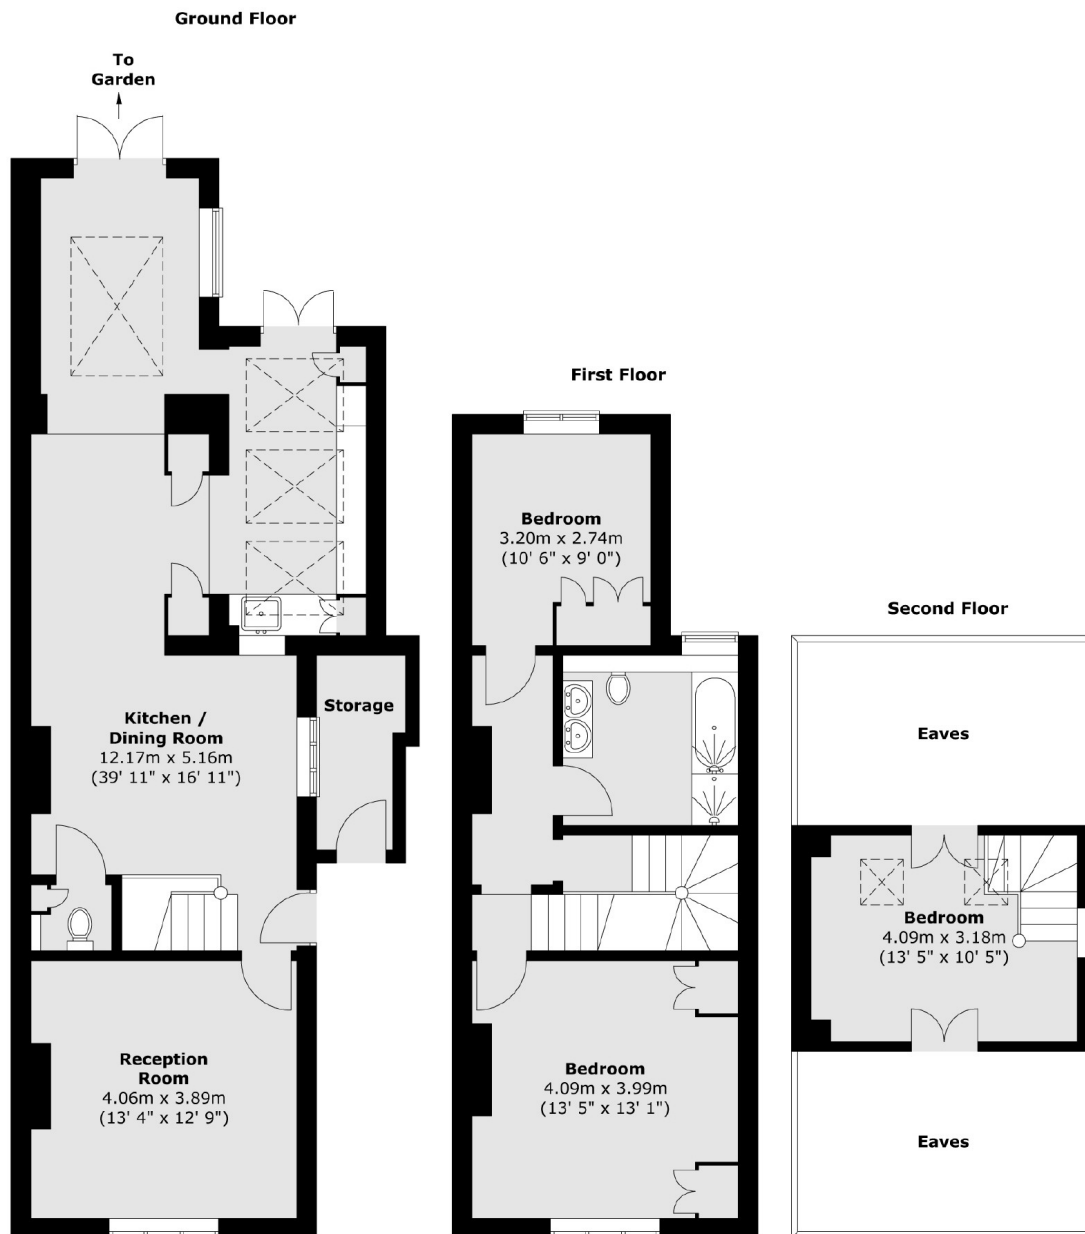 Ground Floor
To
Garden
Kitchen /
Dining Room
12.17m x 5.16m
(39' 11" x 16' 11")
Storage
Reception
Room
4.06m x 3.89m
(13' 4" x 12' 9")
First Floor
Bedroom
3.20m x 2.74m
(10' 6" x 9' 0")
Bedroom
4.09m x 3.99m
(13' 5" x 13' 1")
Second Floor
Eaves
Bedroom
4.09m x 3.18m
(13' 5" x 10' 5")
Eaves